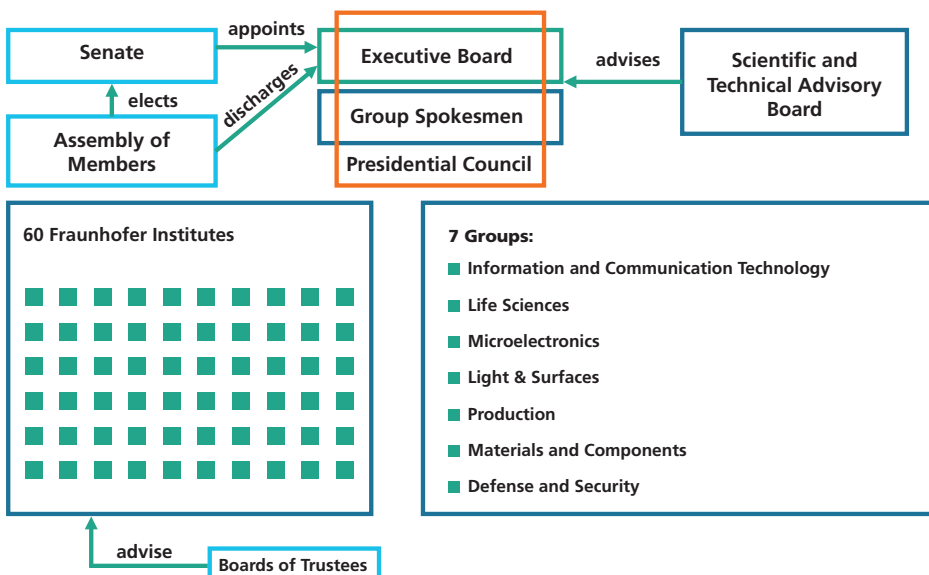 Senate
appoints
Executive Board
advises
Scientific and
Technical Advisory
Board
elects
discharges
Group Spokesmen
Assembly of
Members
Presidential Council
60 Fraunhofer Institutes
7 Groups:
Information and Communication Technology
Life Sciences
Microelectronics
Light & Surfaces
Production
Materials and Components
Defense and Security
advise
Boards of Trustees